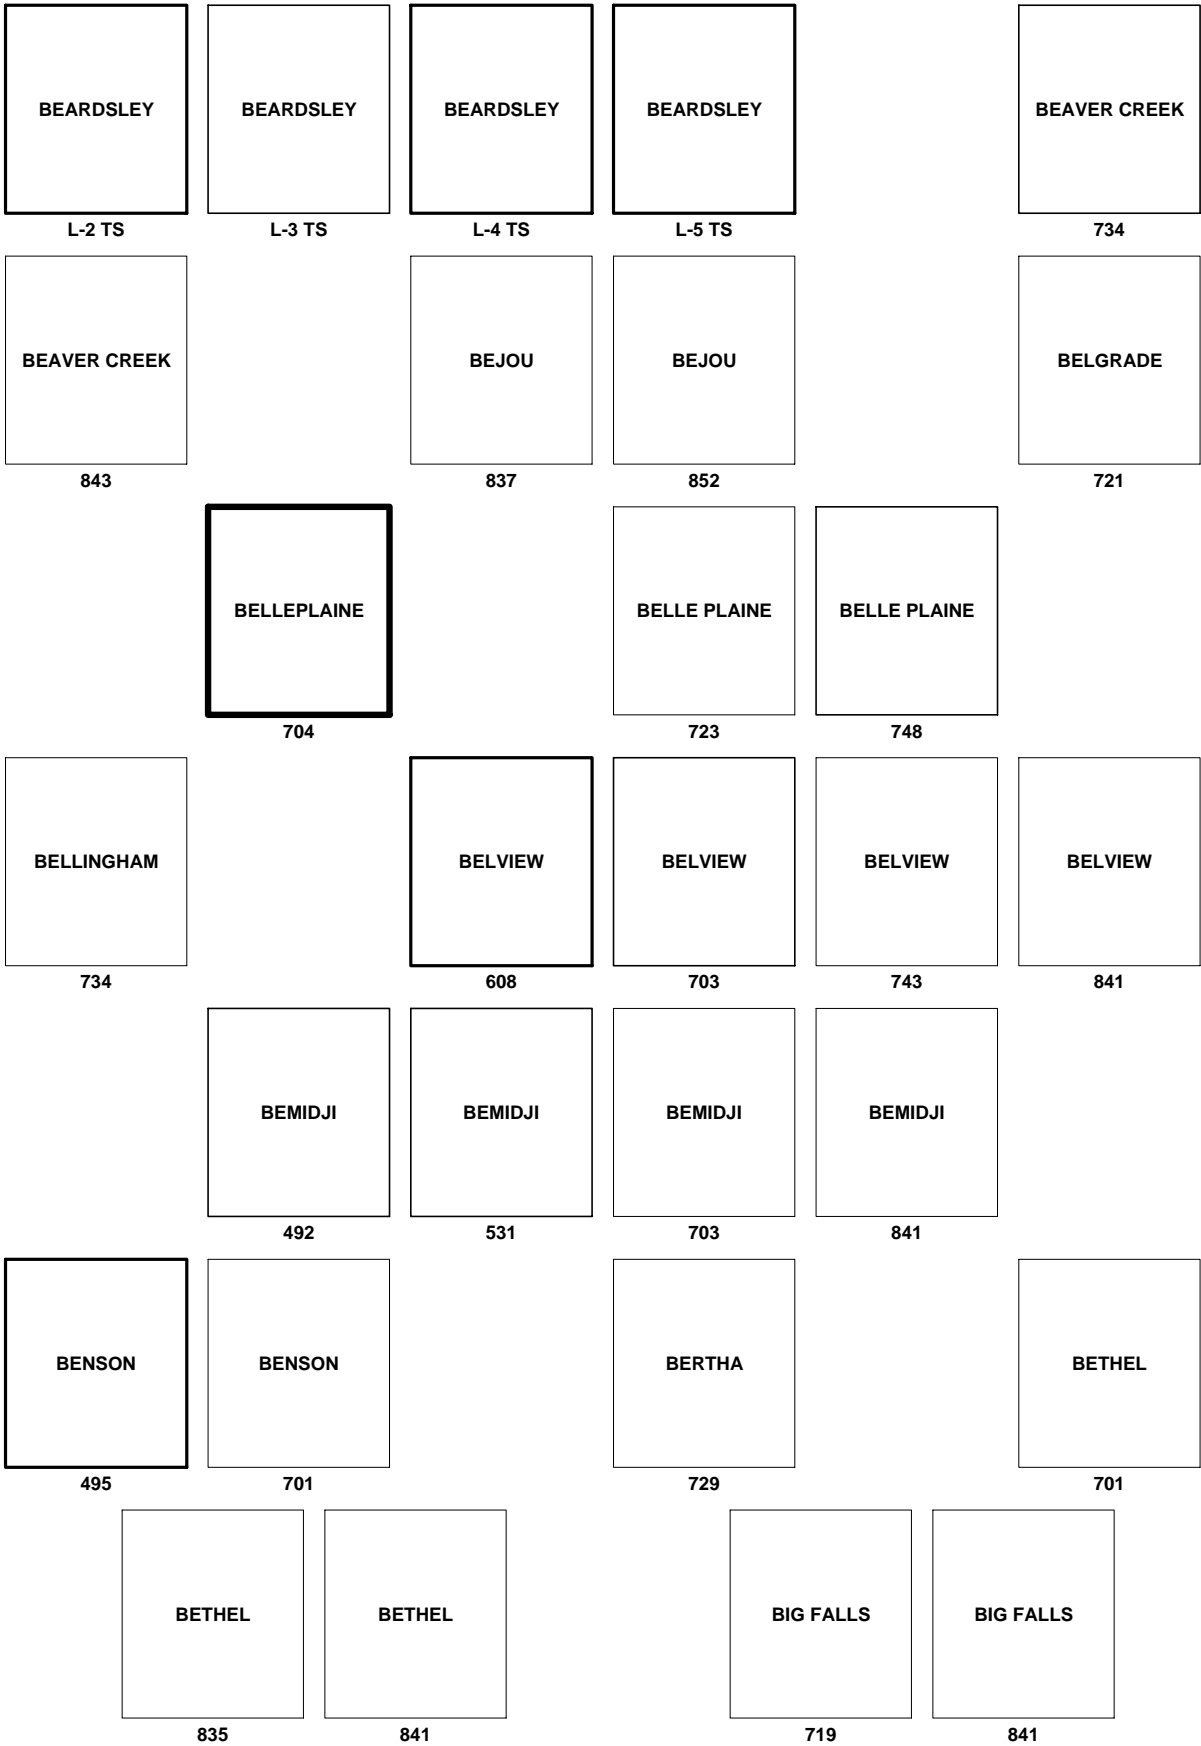 BEARDSLEY BEARDSLEY BEARDSLEY BEARDSLEY BEAVER CREEK
L-2 TS L-3 TS L-4 TS L-5 TS 734
BEAVER CREEK BEJOU BEJOU BELGRADE
843 837 852 721
BELLEPLAINE BELLE PLAINE BELLE PLAINE
704 723 748
BELLINGHAM BELVIEW BELVIEW BELVIEW BELVIEW
734 608 703 743 841
BEMIDJI BEMIDJI BEMIDJI BEMIDJI
492 531 703 841
BENSON BENSON BERTHA BETHEL
495 701 729 701
BETHEL BETHEL BIG FALLS BIG FALLS
835 841 719 841